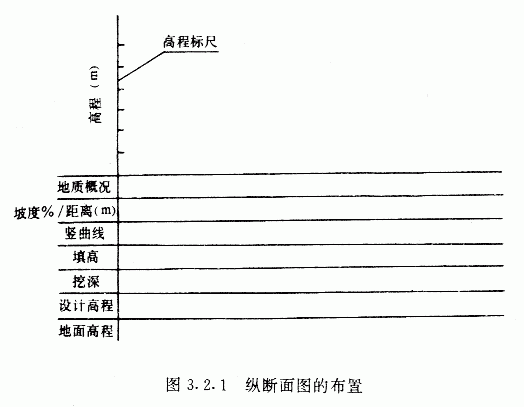 高程标尺
高程(m)
地质概况
坡度%/距离(m)
竖曲线
填高
挖深
设计高程
地面高程
图 3.2.1 纵断面图的布置